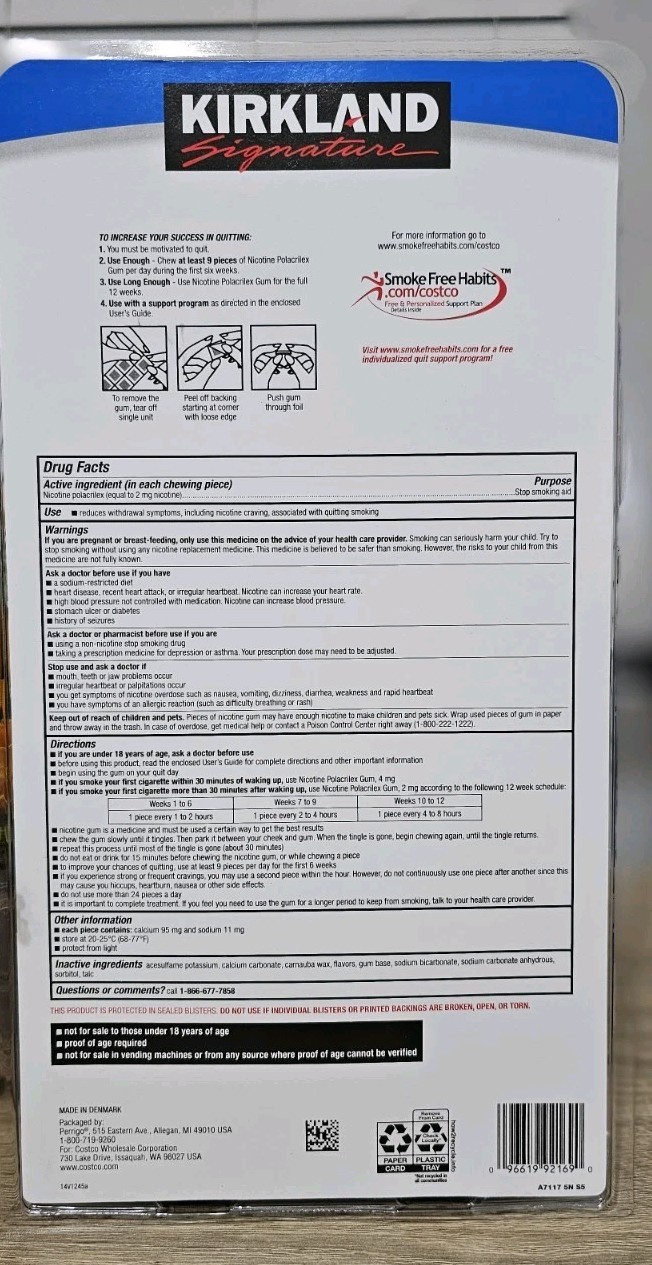 KIRKLAND
Signature
TO INCREASE YOUR SUCCESS IN QUITTING:
1. You must be motivated to quit.
2. Use Enough - Chew at least 9 pieces of Nicotine Polacrilex
Gum per day during the first six weeks.
3. Use Long Enough - Use Nicotine Polacrilex Gum for the full
12 weeks.
4. Use with a support program as directed in the enclosed
User's Guide.
To remove the
gum, tear off
single unit
Peel off backing
starting at corner
with loose edge
Push gum
through foil
For more information go to
www.smokefreehabits.com/costco
Smoke Free Habits™
.com/costco
Free & Personalized Support Plan
Details inside
Visit www.smokefreehabits.com for a free
individualized quit support program!
Drug Facts
Active ingredient (in each chewing piece) Purpose
Nicotine polacrilex (equal to 2 mg nicotine)...Stop smoking aid
Use ■ reduces withdrawal symptoms, including nicotine craving, associated with quitting smoking
Warnings
If you are pregnant or breast-feeding, only use this medicine on the advice of your health care provider. Smoking can seriously harm your child. Try to
stop smoking without using any nicotine replacement medicine. This medicine is believed to be safer than smoking. However, the risks to your child from this
medicine are not fully known.
Ask a doctor before use if you have
■ a sodium-restricted diet
■ heart disease, recent heart attack, or irregular heartbeat. Nicotine can increase your heart rate.
■ high blood pressure not controlled with medication. Nicotine can increase blood pressure.
■ stomach ulcer or diabetes
■ history of seizures
Ask a doctor or pharmacist before use if you are
■ using a non-nicotine stop smoking drug
■ taking a prescription medicine for depression or asthma. Your prescription dose may need to be adjusted.
Stop use and ask a doctor if
■ mouth, teeth or jaw problems occur
■ irregular heartbeat or palpitations occur
■ you get symptoms of nicotine overdose such as nausea, vomiting, dizziness, diarrhea, weakness and rapid heartbeat
■ you have symptoms of an allergic reaction (such as difficulty breathing or rash)
Keep out of reach of children and pets. Pieces of nicotine gum may have enough nicotine to make children and pets sick. Wrap used pieces of gum in paper
and throw away in the trash. In case of overdose, get medical help or contact a Poison Control Center right away (1-800-222-1222).
Directions
■ if you are under 18 years of age, ask a doctor before use
■ before using this product, read the enclosed User's Guide for complete directions and other important information
■ begin using the gum on your quit day
■ if you smoke your first cigarette within 30 minutes of waking up, use Nicotine Polacrilex Gum, 4 mg
■ if you smoke your first cigarette more than 30 minutes after waking up, use Nicotine Polacrilex Gum, 2 mg according to the following 12 week schedule:
Weeks 1 to 6 Weeks 7 to 9 Weeks 10 to 12
1 piece every 1 to 2 hours 1 piece every 2 to 4 hours 1 piece every 4 to 8 hours
■ nicotine gum is a medicine and must be used a certain way to get the best results
■ chew the gum slowly until it tingles. Then park it between your cheek and gum. When the tingle is gone, begin chewing again, until the tingle returns.
■ repeat this process until most of the tingle is gone (about 30 minutes)
■ do not eat or drink for 15 minutes before chewing the nicotine gum, or while chewing a piece
■ to improve your chances of quitting, use at least 9 pieces per day for the first 6 weeks
■ if you experience strong or frequent cravings, you may use a second piece within the hour. However, do not continuously use one piece after another since this
may cause you hiccups, heartburn, nausea or other side effects.
■ do not use more than 24 pieces a day
■ it is important to complete treatment. If you feel you need to use the gum for a longer period to keep from smoking, talk to your health care provider.
Other information
■ each piece contains: calcium 95 mg and sodium 11 mg
■ store at 20-25°C (68-77°F)
■ protect from light
Inactive ingredients acesulfame potassium, calcium carbonate, carnauba wax, flavors, gum base, sodium bicarbonate, sodium carbonate anhydrous,
sorbitol, talc
Questions or comments? call 1-866-677-7858
THIS PRODUCT IS PROTECTED IN SEALED BLISTERS. DO NOT USE IF INDIVIDUAL BLISTERS OR PRINTED BACKINGS ARE BROKEN, OPEN, OR TORN.
■ not for sale to those under 18 years of age
■ proof of age required
■ not for sale in vending machines or from any source where proof of age cannot be verified
MADE IN DENMARK
Packaged by:
Perrigo®, 515 Eastern Ave., Allegan, MI 49010 USA
1-800-719-9260
For: Costco Wholesale Corporation
730 Lake Drive, Issaquah, WA 98027 USA
www.costco.com
14V1245a
Remove
From Card
Check
Locally*
PAPER PLASTIC
CARD TRAY
*Not recycled in
all communities
how2recycle.info
0 96619 92169 0
A7117 5N S5